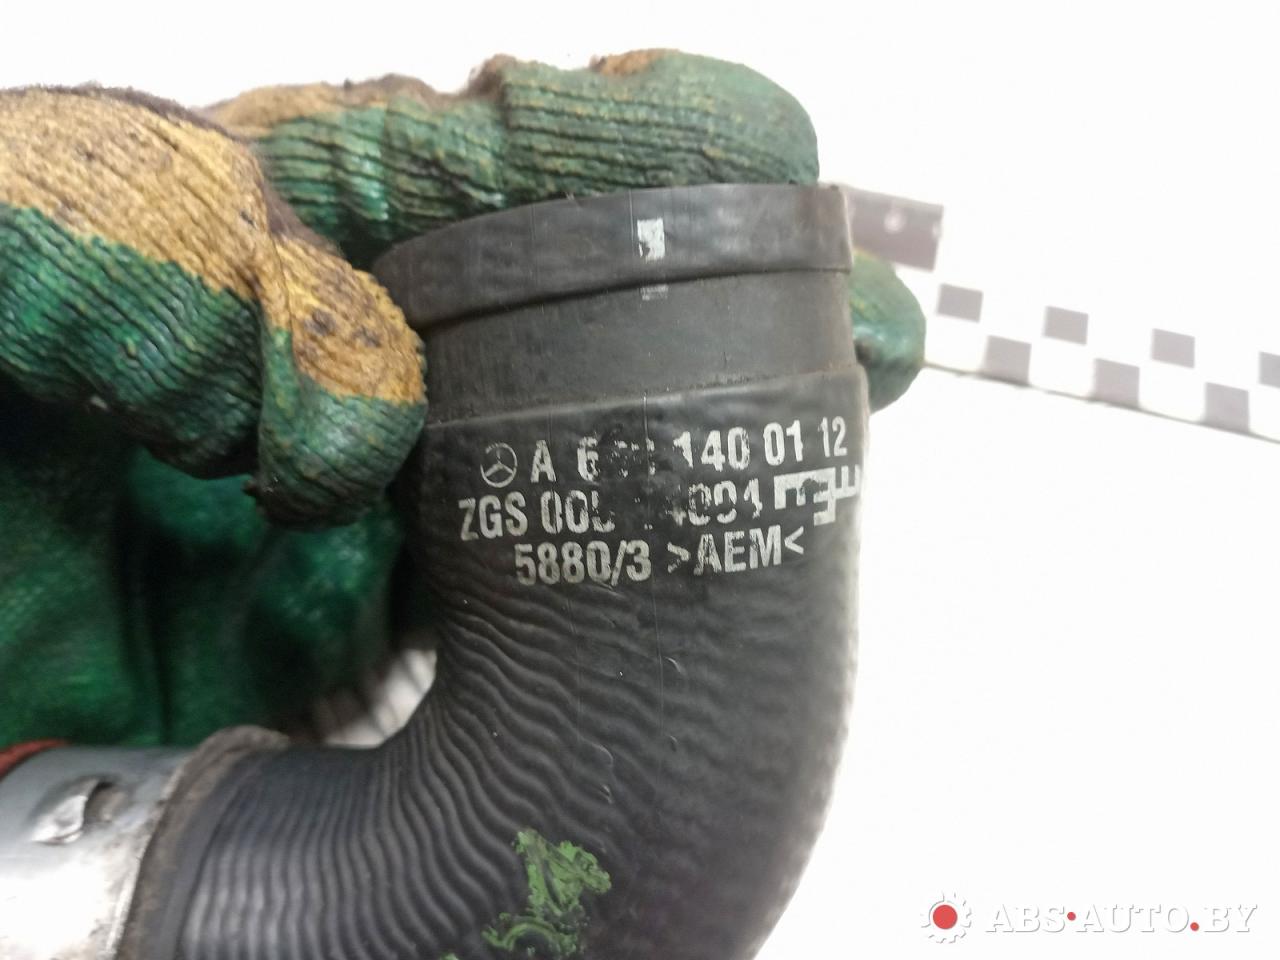 A 140 01 12
ZGS
5880/3 >AEM<
ABS-AUTO.BY